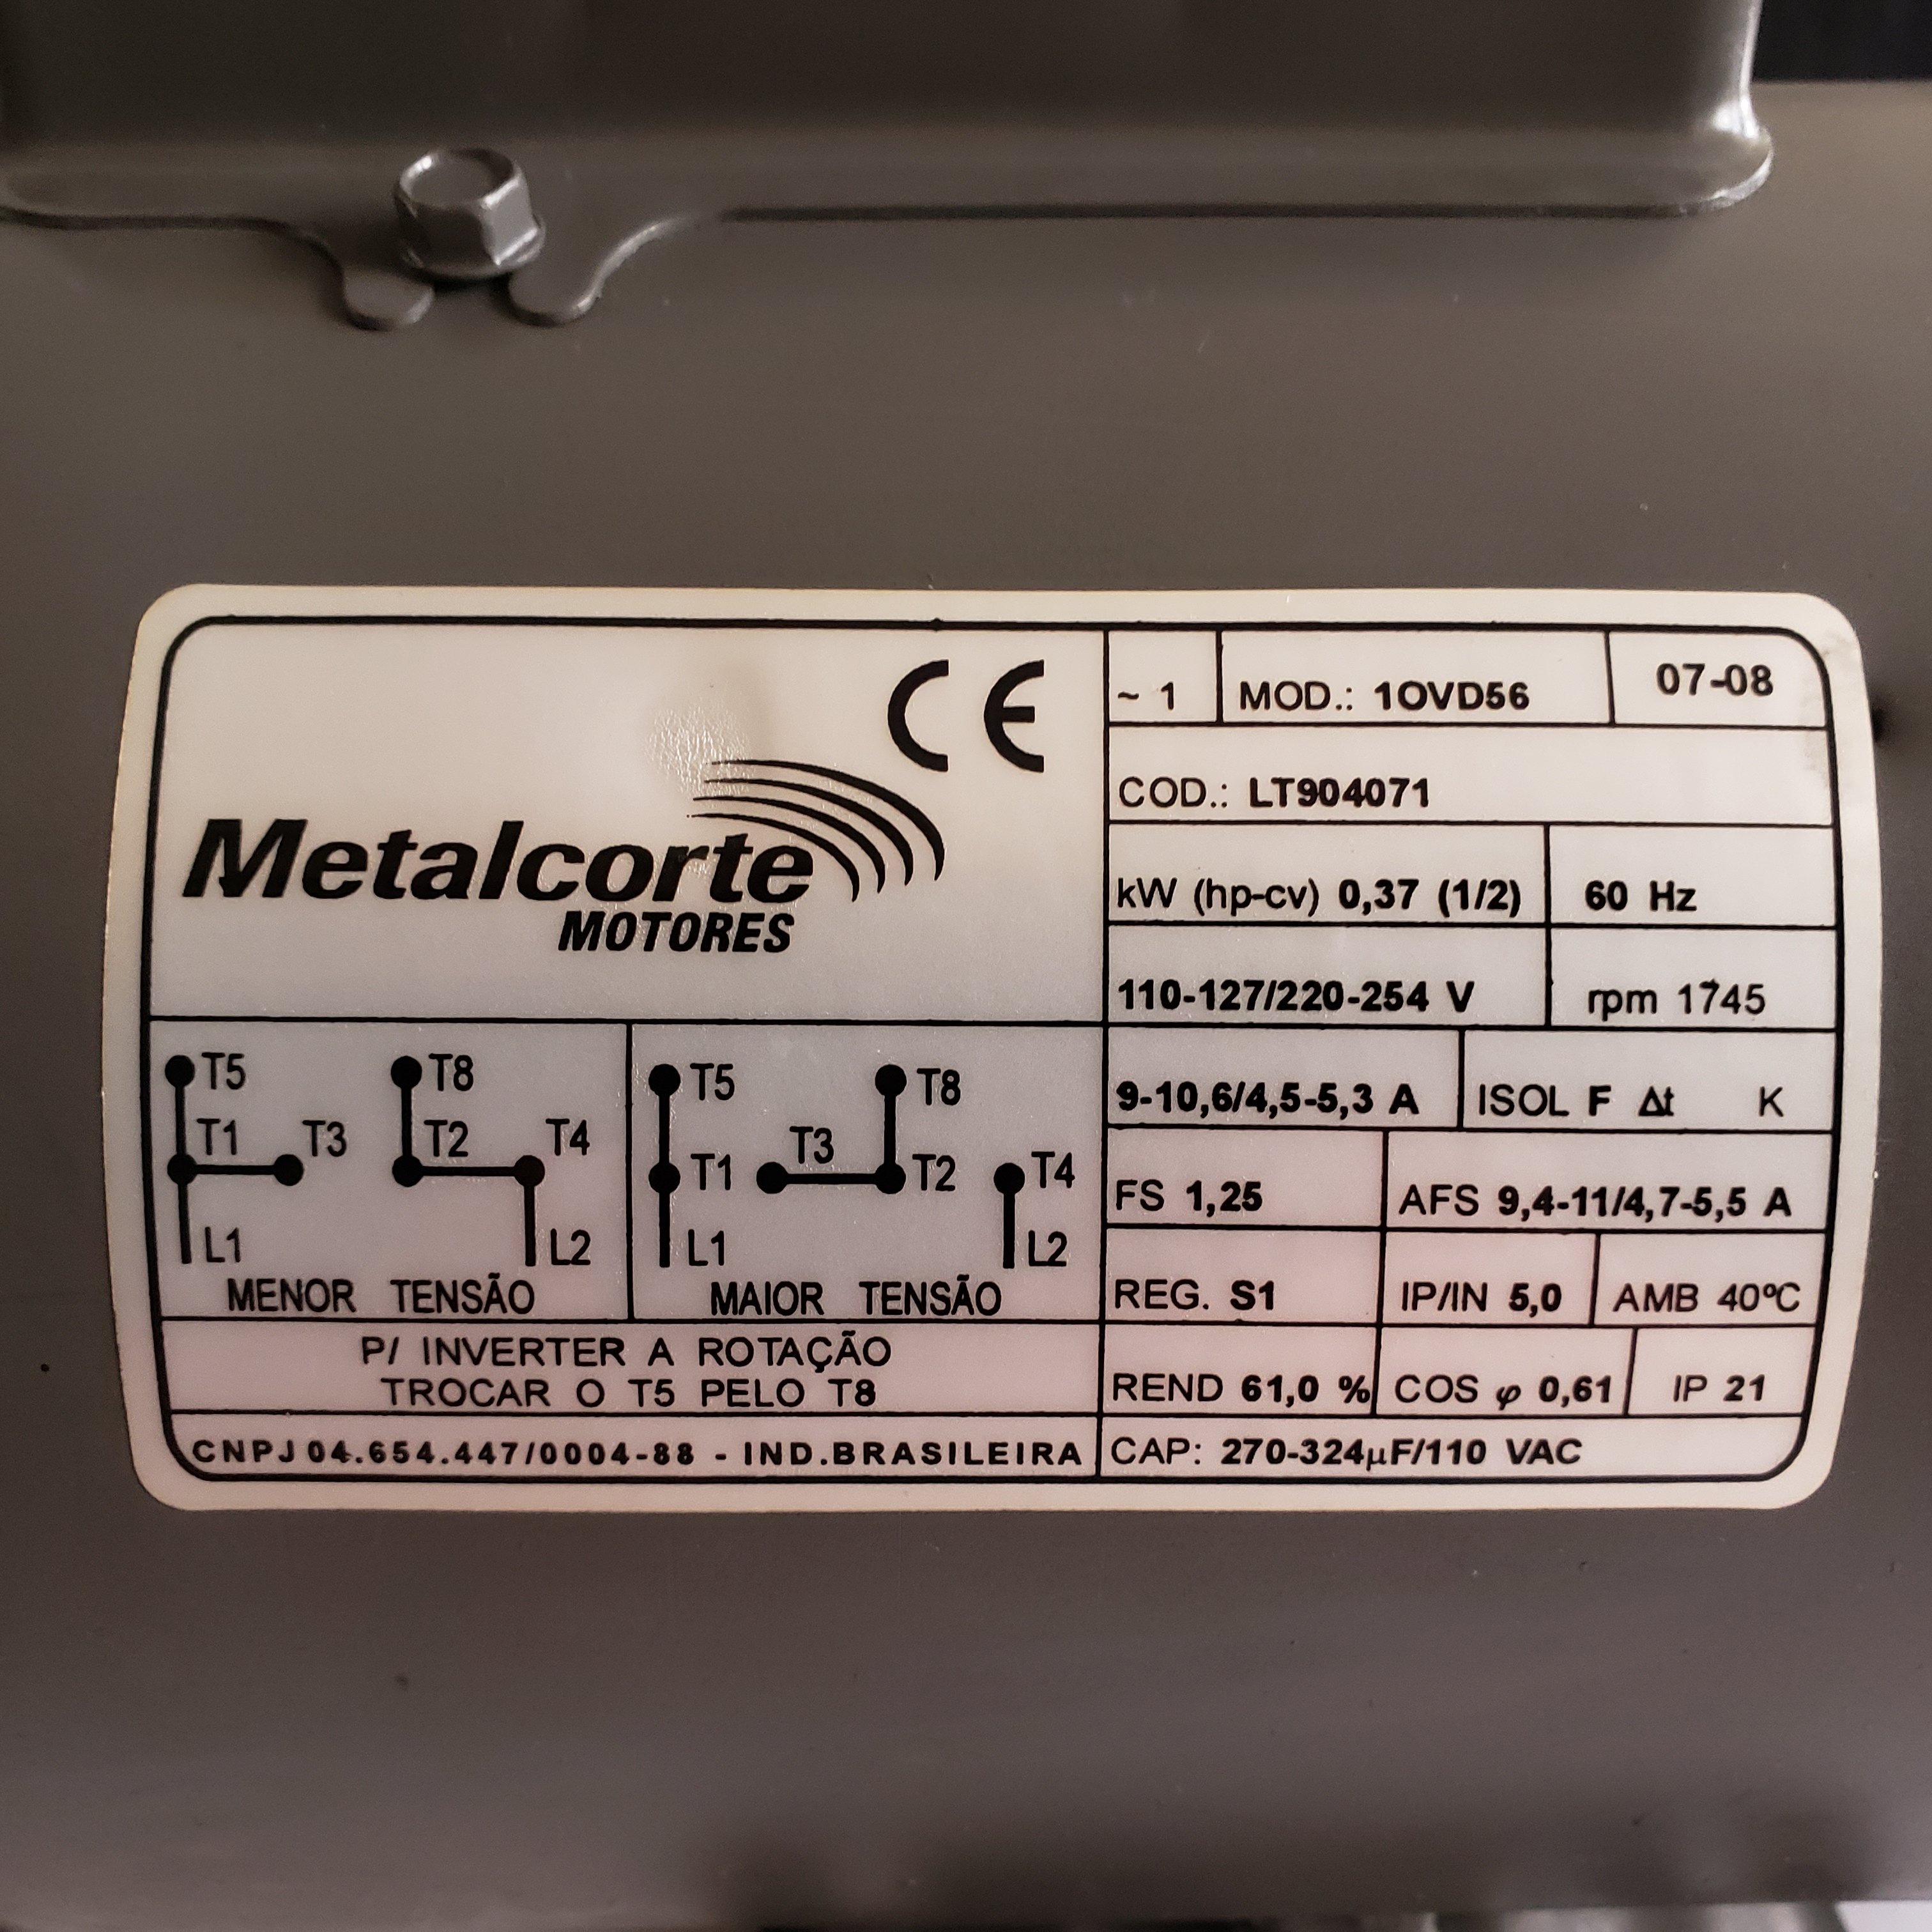 CE
Metalcorte
MOTORES
~ 1 MOD.: 1OVD56 07-08
COD.: LT904071
kW (hp-cv) 0,37 (1/2) 60 Hz
110-127/220-254 V rpm 1745
9-10,6/4,5-5,3 A ISOL F Δt K
FS 1,25 AFS 9,4-11/4,7-5,5 A
REG. S1 IP/IN 5,0 AMB 40ºC
REND 61,0 % COS φ 0,61 IP 21
CAP: 270-324µF/110 VAC
T5 T8
T1 T3 T2 T4
L1 L2
MENOR TENSÃO
T5 T8
T1 T3 T2 T4
L1 L2
MAIOR TENSÃO
P/ INVERTER A ROTAÇÃO
TROCAR O T5 PELO T8
CNPJ 04.654.447/0004-88 - IND.BRASILEIRA